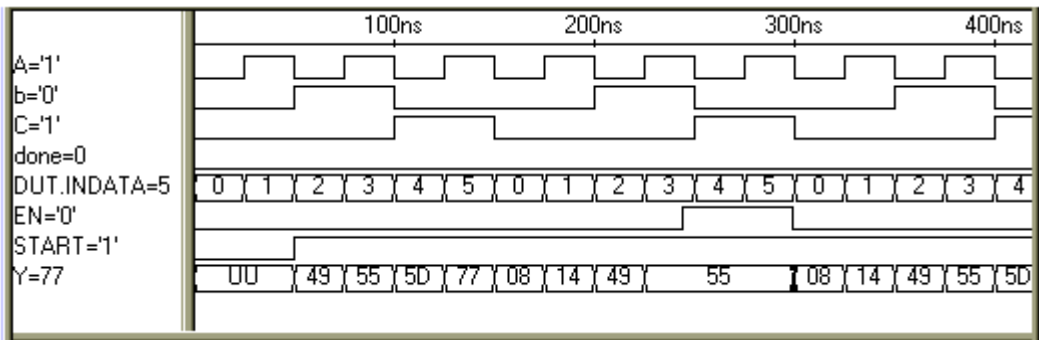 100ns 200ns 300ns 400ns
A='1'
b='0'
C='1'
done=0
DUT.INDATA=5 0 1 2 3 4 5 0 1 2 3 4 5 0 1 2 3 4
EN='0'
START='1'
Y=77 UU 49 55 5D 77 08 14 49 55 08 14 49 55 5D